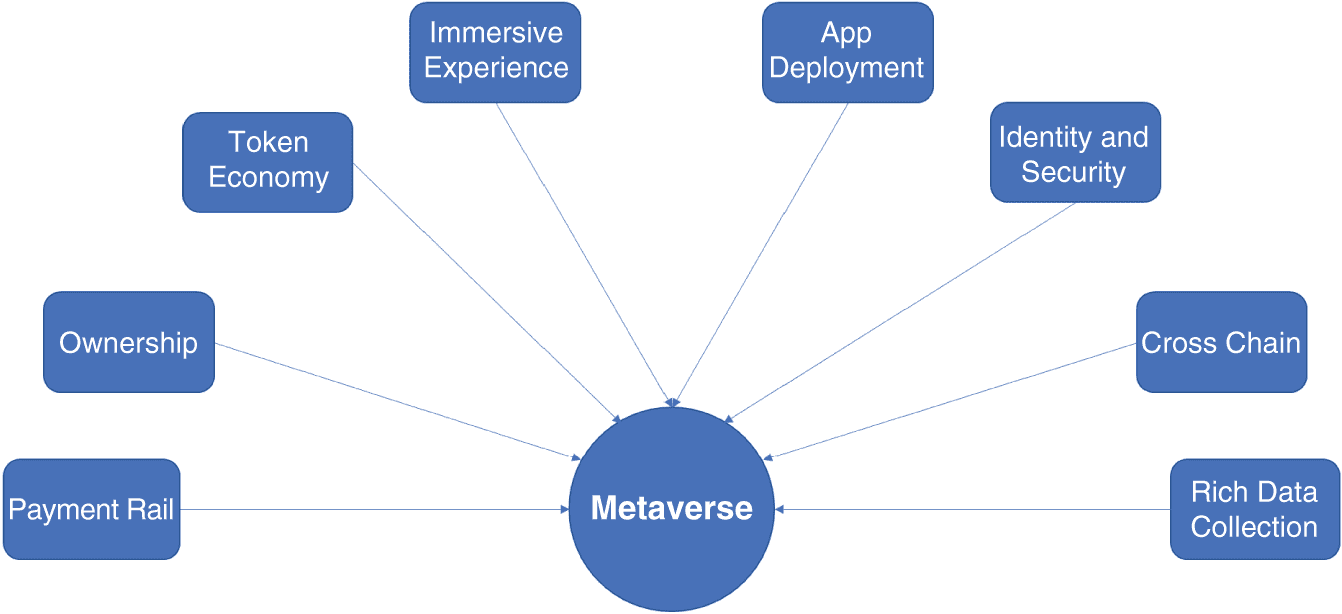 Immersive
Experience
App
Deployment
Token
Economy
Identity and
Security
Ownership
Cross Chain
Payment Rail
Metaverse
Rich Data
Collection